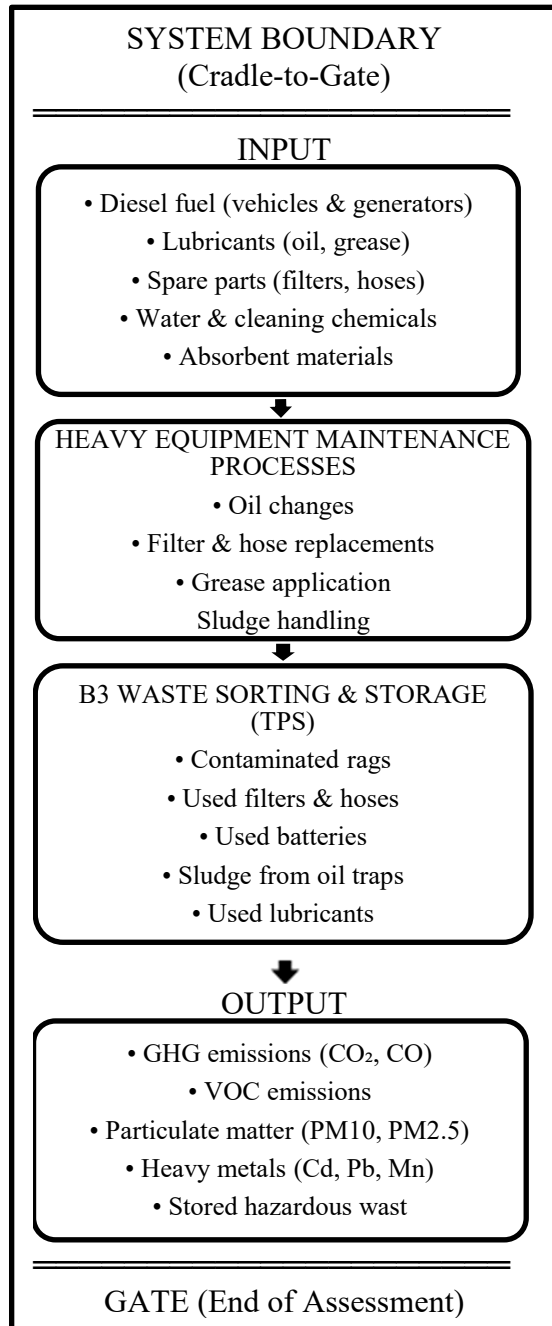 SYSTEM BOUNDARY
(Cradle-to-Gate)
INPUT
• Diesel fuel (vehicles & generators)
• Lubricants (oil, grease)
• Spare parts (filters, hoses)
• Water & cleaning chemicals
• Absorbent materials
HEAVY EQUIPMENT MAINTENANCE
PROCESSES
• Oil changes
• Filter & hose replacements
• Grease application
Sludge handling
B3 WASTE SORTING & STORAGE
(TPS)
• Contaminated rags
• Used filters & hoses
• Used batteries
• Sludge from oil traps
• Used lubricants
OUTPUT
• GHG emissions (CO₂, CO)
• VOC emissions
• Particulate matter (PM10, PM2.5)
• Heavy metals (Cd, Pb, Mn)
• Stored hazardous wast
GATE (End of Assessment)